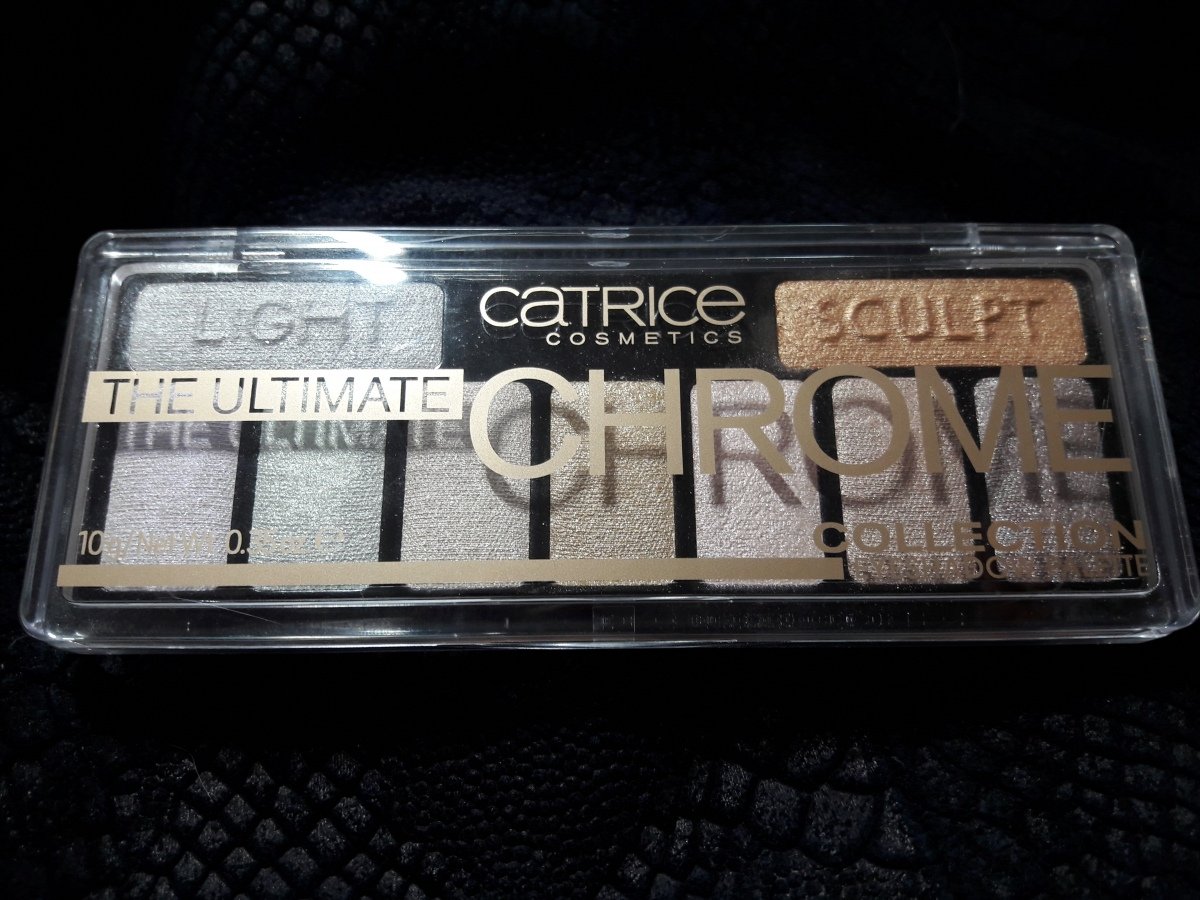 LIGHT
CATRICE
COSMETICS
SCULPT
THE ULTIMATE
CHROME
COLLECTION